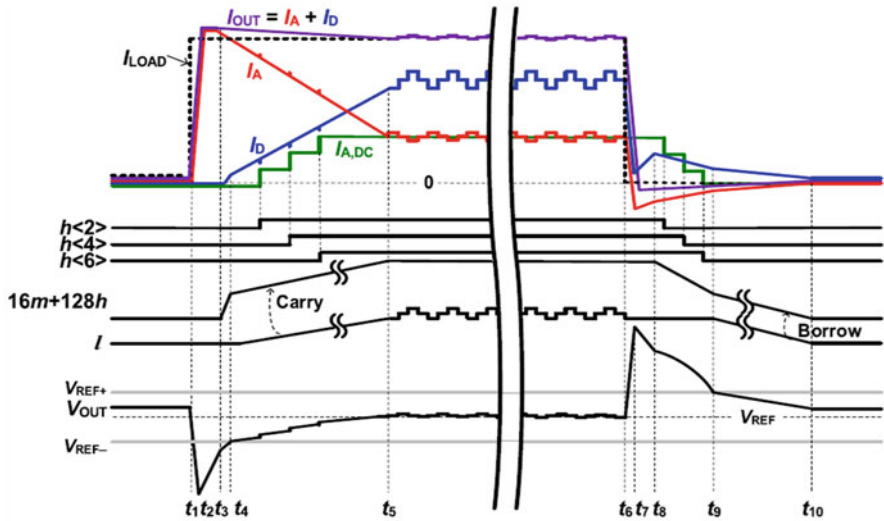 I_OUT = I_A + I_D
I_LOAD
I_A
I_D
I_A,DC
0
h<2>
h<4>
h<6>
16m+128h
Carry
Borrow
l
V_REF+
V_OUT
V_REF
V_REF–
t1 t2 t3 t4 t5 t6 t7 t8 t9 t10